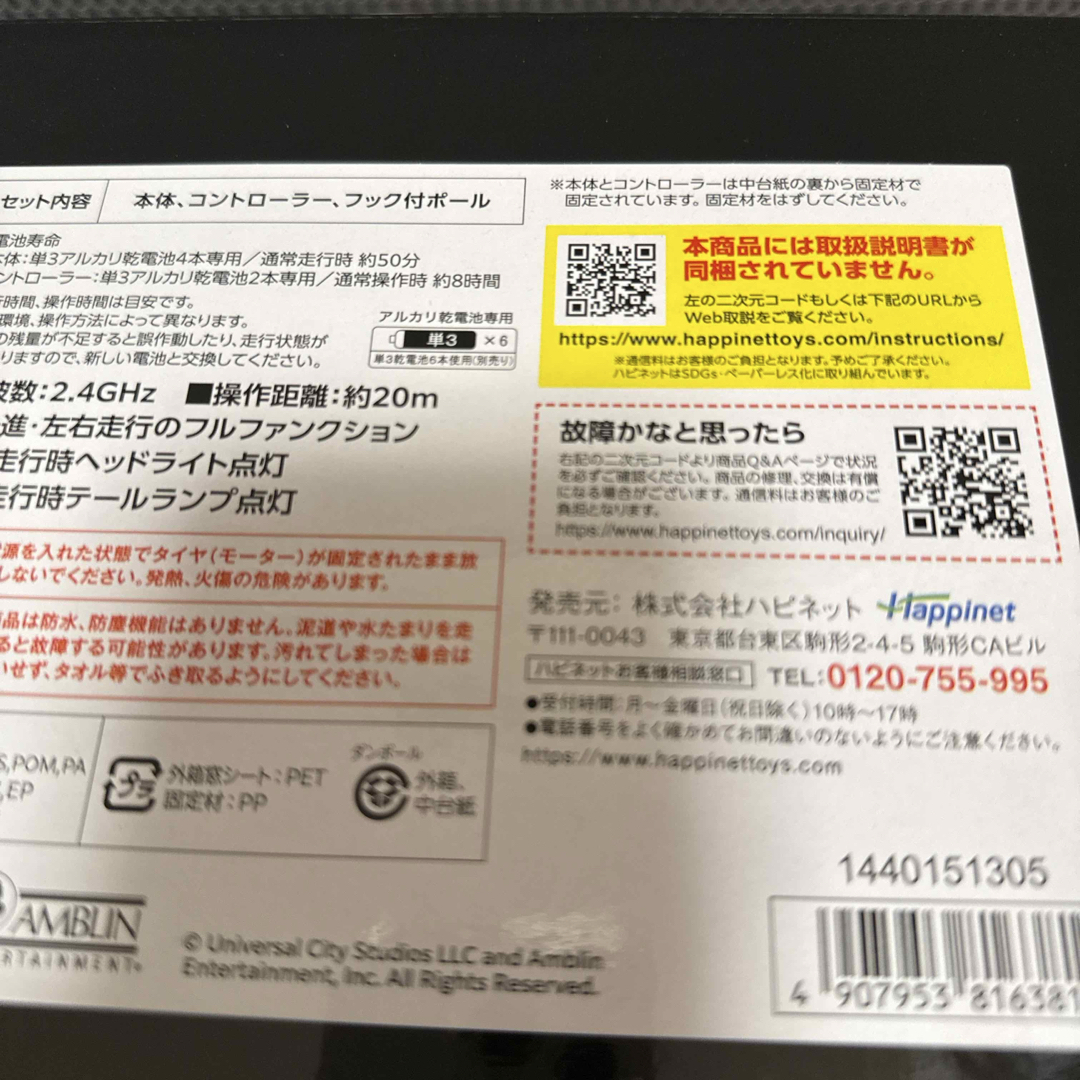 セット内容
本体、コントローラー、フック付ポール
電池寿命
本体：単3アルカリ乾電池4本専用／通常走行時 約50分
コントローラー：単3アルカリ乾電池2本専用／通常操作時 約8時間
行時間、操作時間は目安です。
環境、操作方法によって異なります。
の残量が不足すると誤作動したり、走行状態が
りますので、新しい電池と交換してください。
アルカリ乾電池専用
単3 ×6
単3乾電池6本使用(別売り)
波数：2.4GHz ■操作距離：約20m
進・左右走行のフルファンクション
走行時ヘッドライト点灯
走行時テールランプ点灯
源を入れた状態でタイヤ(モーター)が固定されたまま放
しないでください。発熱、火傷の危険があります。
商品は防水、防塵機能はありません。泥道や水たまりを走
ると故障する可能性があります。汚れてしまった場合は
いせず、タオル等でふき取るようにしてください。
S,POM,PA
,EP
プラ
外箱窓シート：PET
固定材：PP
ダンボール
外箱、
中台紙
AMBLIN
RTAINMENT®
© Universal City Studios LLC and Amblin
Entertainment, Inc. All Rights Reserved.
※本体とコントローラーは中台紙の裏から固定材で
固定されています。固定材をはずしてください。
本商品には取扱説明書が
同梱されていません。
左の二次元コードもしくは下記のURLから
Web取説をご覧ください。
https://www.happinettoys.com/instructions/
※通信料はお客様のご負担となります。予めご了承ください。
ハピネットはSDGs・ペーパーレス化に取り組んでいます。
故障かなと思ったら
右記の二次元コードより商品Q&Aページで状況
を必ずご確認ください。商品の修理、交換は有償
になる場合がございます。通信料はお客様のご
負担となります。
https://www.happinettoys.com/inquiry/
発売元：株式会社ハピネット Happinet
〒111-0043 東京都台東区駒形2-4-5 駒形CAビル
ハピネットお客様相談窓口 TEL：0120-755-995
●受付時間：月〜金曜日(祝日除く)10時〜17時
●電話番号をよく確かめてお間違いのないようにご注意ください。
https://www.happinettoys.com
1440151305
4 907953 816381